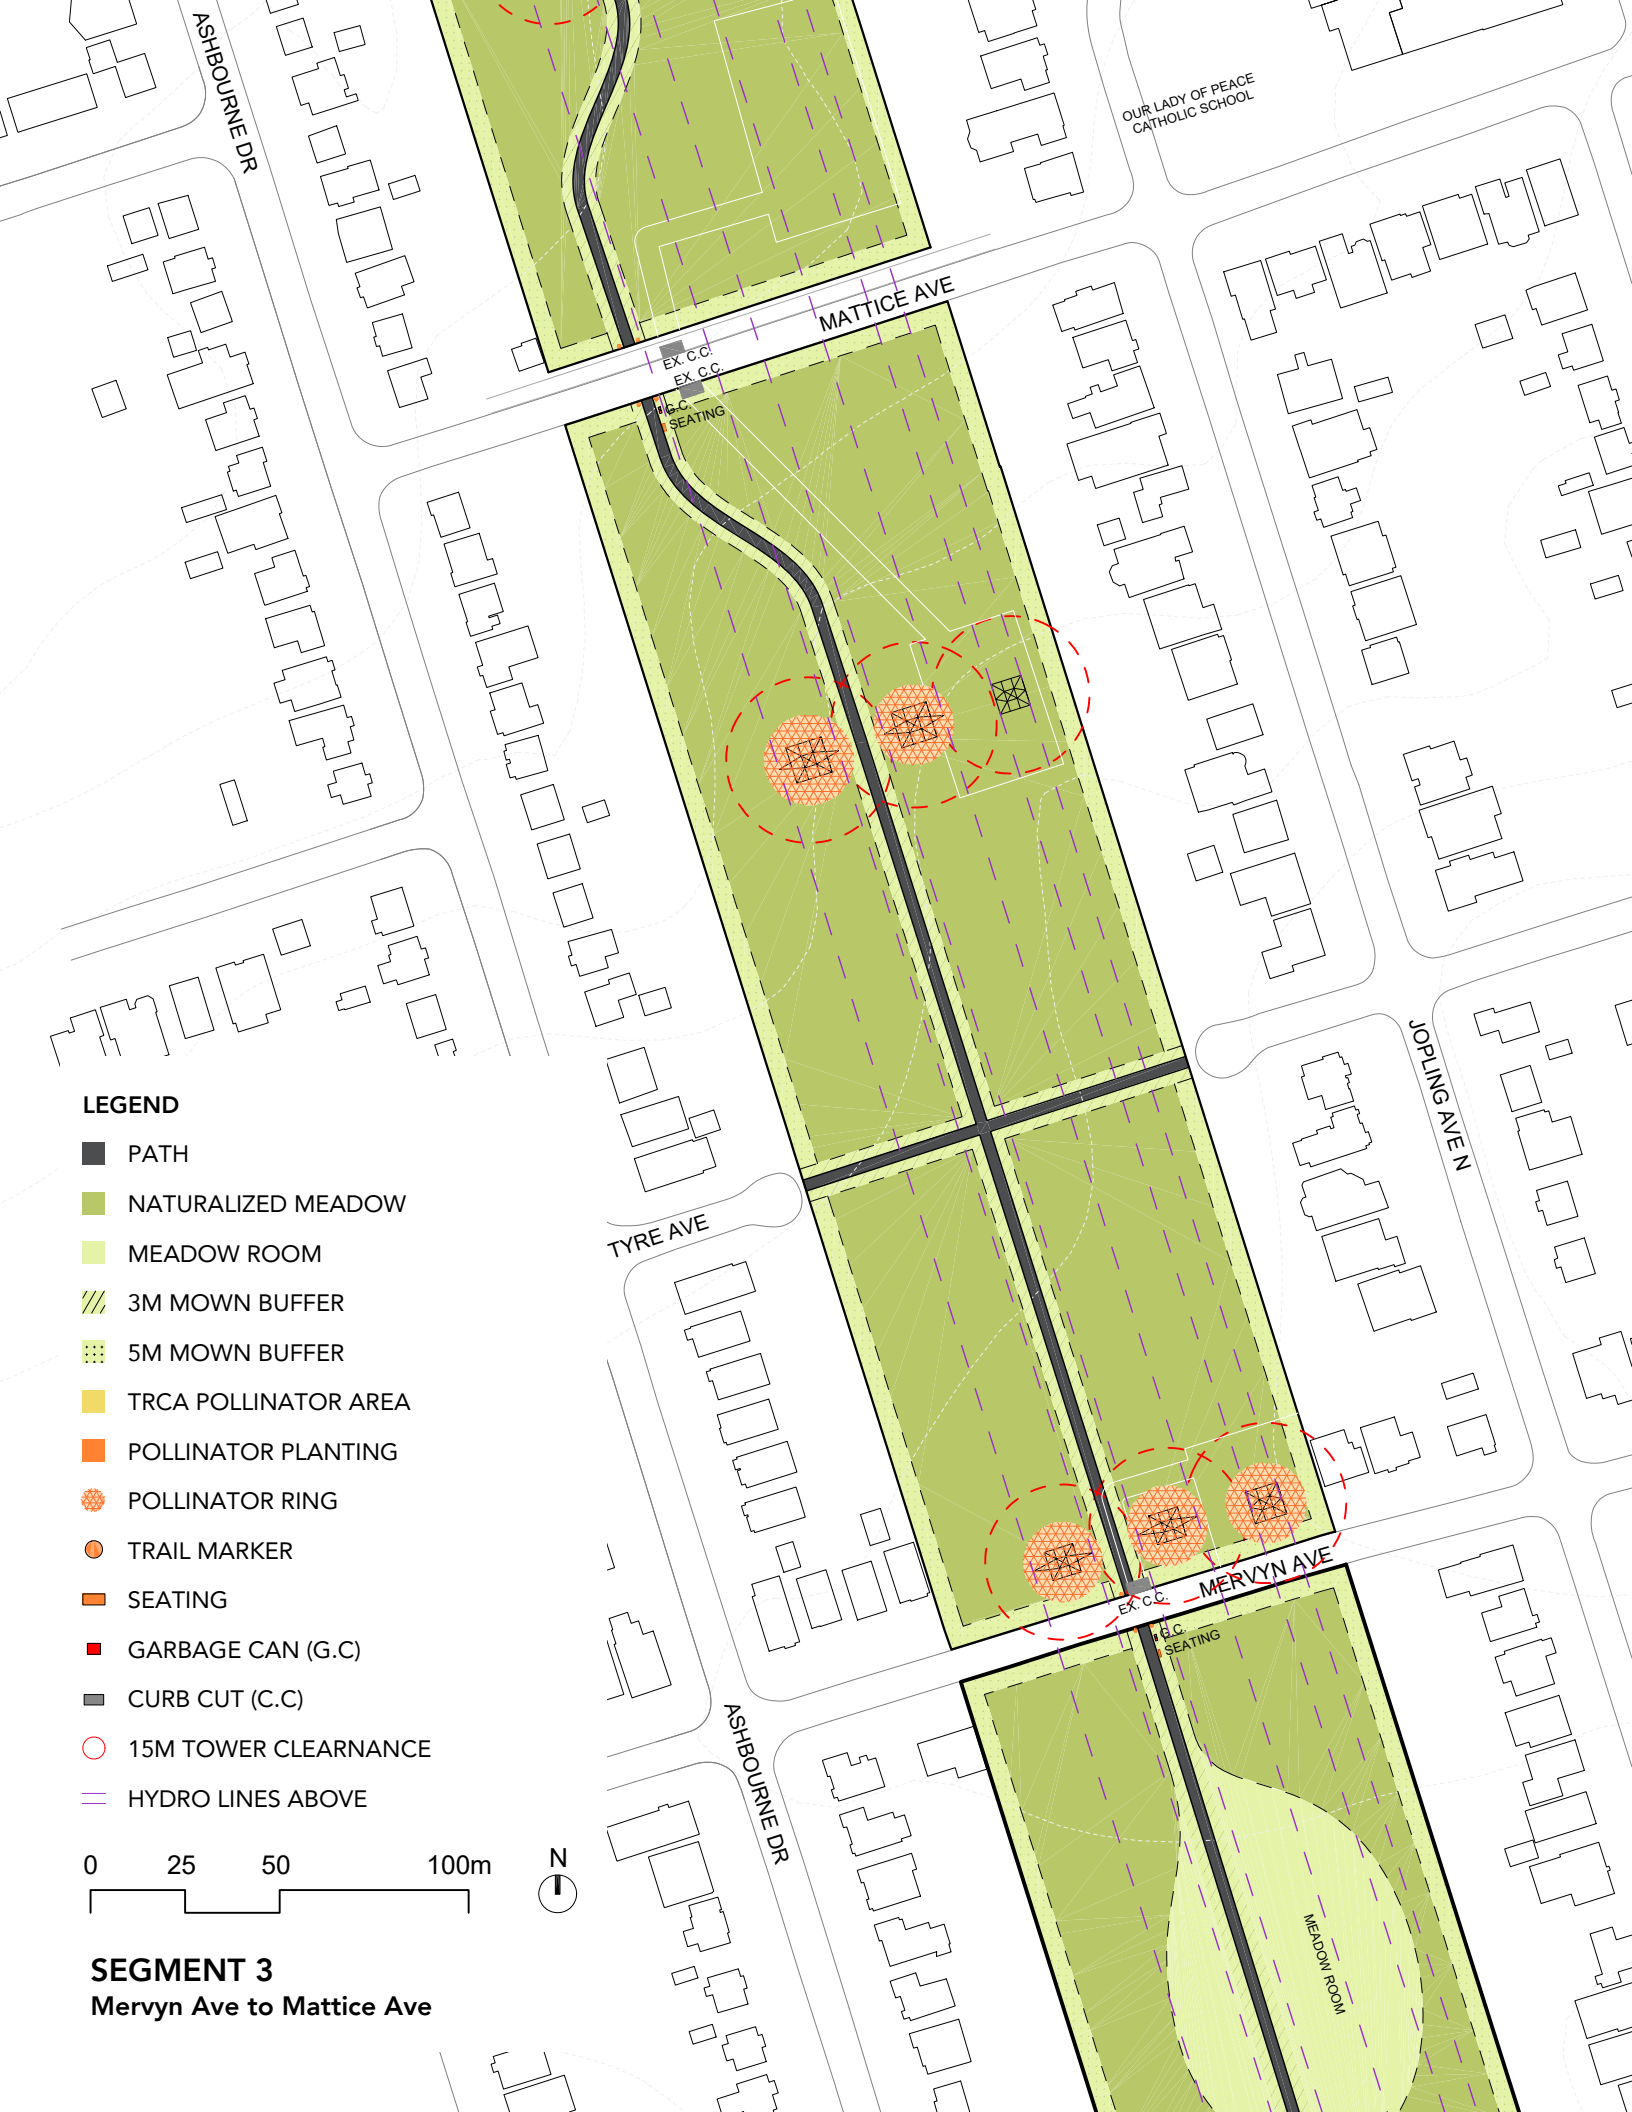 ASHBOURNE DR
OUR LADY OF PEACE
CATHOLIC SCHOOL
MATTICE AVE
EX. C.C.
EX. C.C.
G.C.
SEATING
JOPLING AVE N
TYRE AVE
LEGEND
PATH
NATURALIZED MEADOW
MEADOW ROOM
3M MOWN BUFFER
5M MOWN BUFFER
TRCA POLLINATOR AREA
POLLINATOR PLANTING
POLLINATOR RING
TRAIL MARKER
SEATING
GARBAGE CAN (G.C)
CURB CUT (C.C)
15M TOWER CLEARNANCE
HYDRO LINES ABOVE
0 25 50 100m
N
SEGMENT 3
Mervyn Ave to Mattice Ave
MERVYN AVE
EX. C.C.
G.C.
SEATING
ASHBOURNE DR
MEADOW ROOM